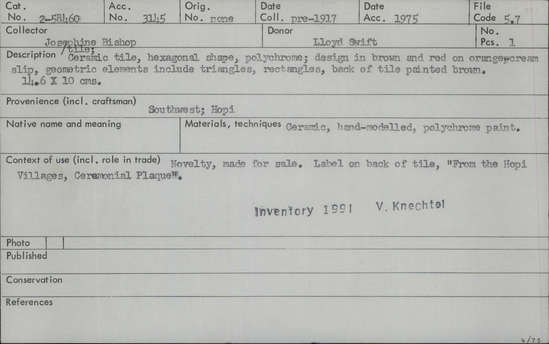 Cat. Acc. Orig. Date Date File
No. 2-58460 No. 3145 No. none Coll. pre-1917 Acc. 1975 Code 5.7
Collector Donor No.
Josephine Bishop Lloyd Swift Pcs. 1
/tile;
Description Ceramic tile, hexagonal shape, polychrome; design in brown and red on orange-cream
slip, geometric elements include triangles, rectangles, back of tile painted brown.
14.6 X 10 cms.
Provenience (incl. craftsman)
Southwest; Hopi
Native name and meaning Materials, techniques Ceramic, hand-modelled, polychrome paint.
Context of use (incl. role in trade) Novelty, made for sale. Label on back of tile, "From the Hopi
Villages, Ceremonial Plaque".
Inventory 1991 V. Knechtel
Photo
Published
Conservation
References
4/75